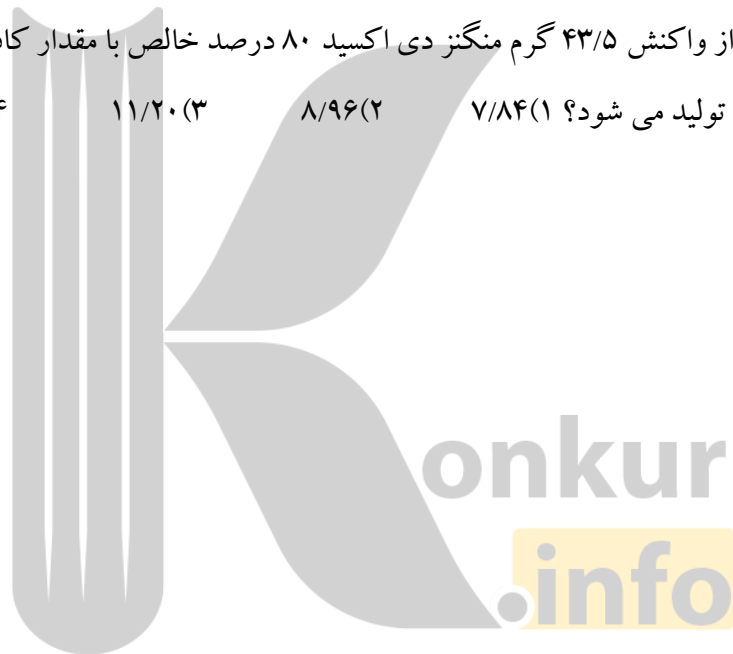 از واکنش ۴۳/۵ گرم منگنز دی اکسید ۸۰ درصد خالص با مقدار
تولید می شود؟ ۱)۷/۸۴ ۲)۸/۹۶ ۳)۱۱/۲۰
onkur
.info